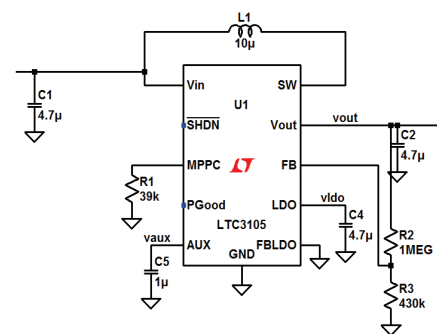 L1
10µ
C1
4.7µ
Vin
SW
U1
SHDN
Vout
vout
C2
4.7µ
MPPC
FB
R1
39k
PGood
LDO
vldo
C4
4.7µ
LTC3105
vaux
AUX
FBLDO
GND
C5
1µ
R2
1MEG
R3
430k